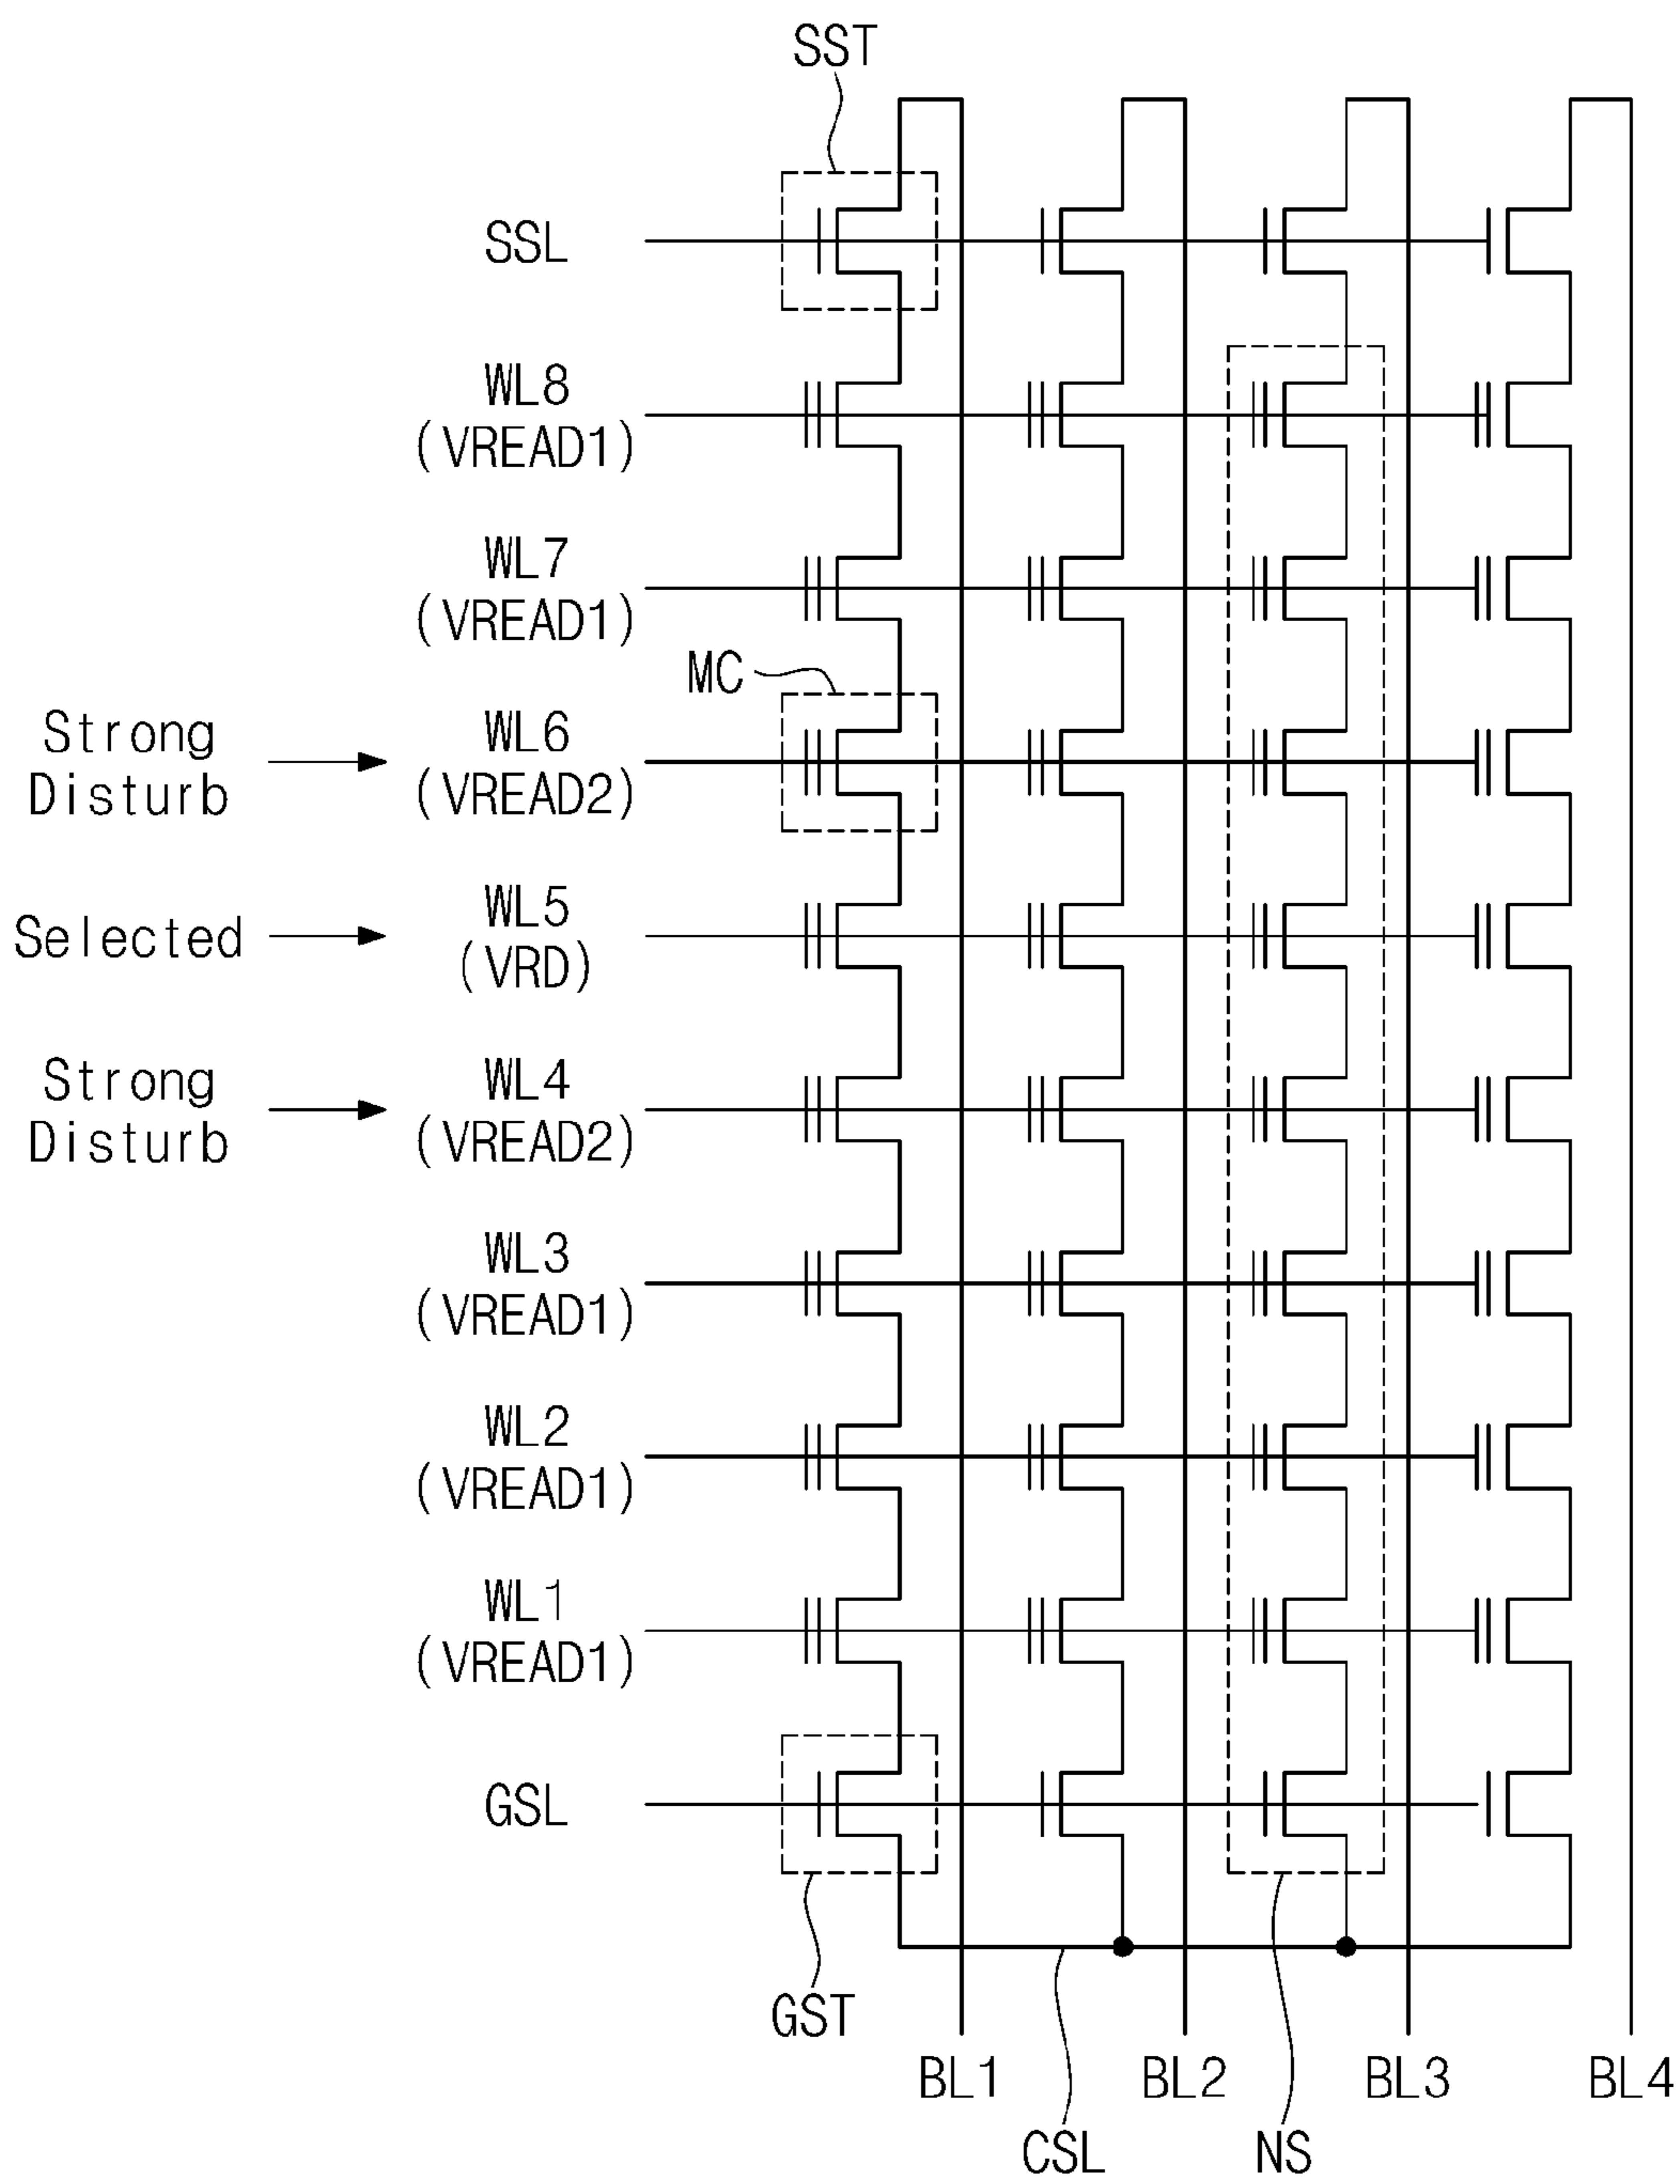 SST
SSL
WL8
(VREAD1)
WL7
(VREAD1)
MC
Strong
Disturb
WL6
(VREAD2)
Selected
WL5
(VRD)
Strong
Disturb
WL4
(VREAD2)
WL3
(VREAD1)
WL2
(VREAD1)
WL1
(VREAD1)
GSL
GST
BL1
BL2
BL3
BL4
CSL
NS